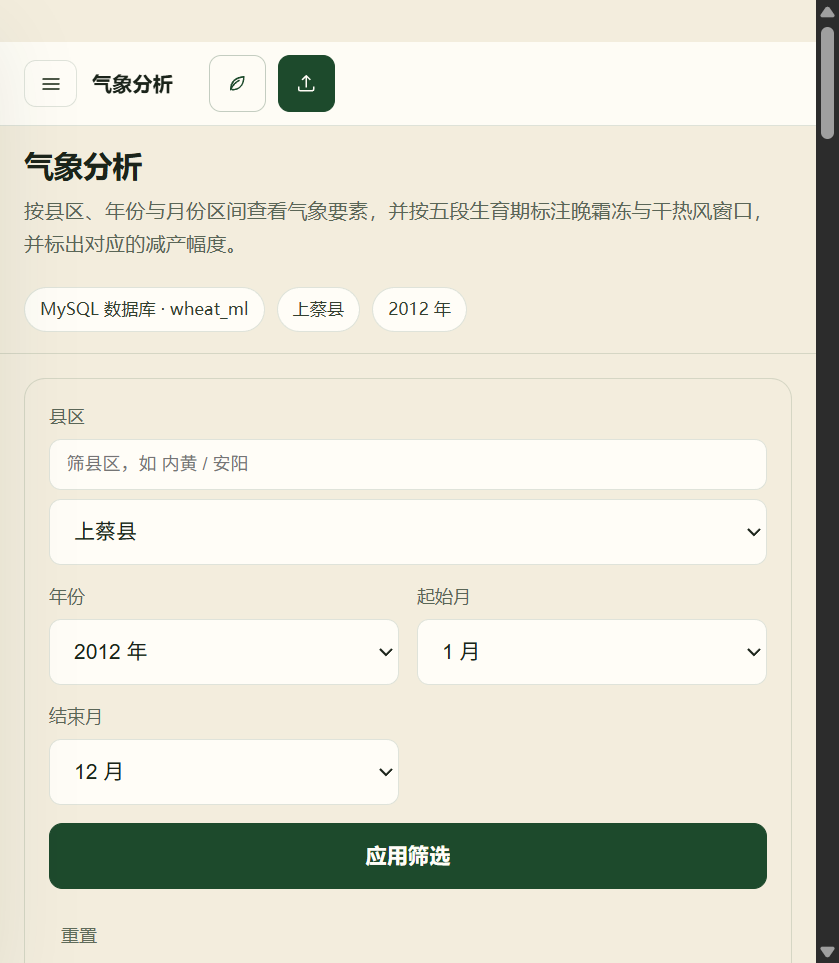 气象分析
气象分析
按县区、年份与月份区间查看气象要素，并按五段生育期标注晚霜冻与干热风窗口，
并标出对应的减产幅度。
MySQL 数据库 · wheat_ml
上蔡县
2012 年
县区
筛县区，如 内黄 / 安阳
上蔡县
年份
起始月
2012 年
1 月
结束月
12 月
应用筛选
重置